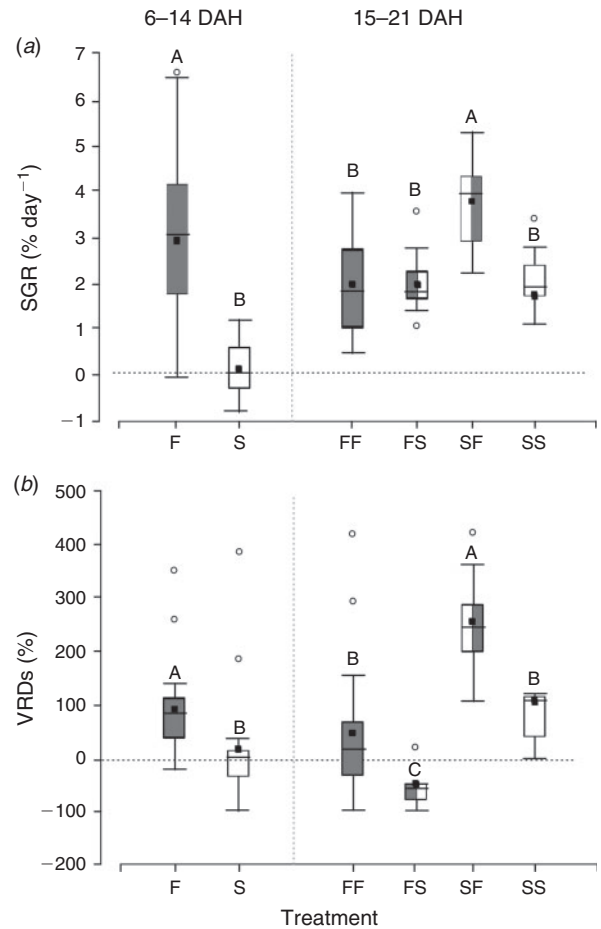 6–14 DAH 15–21 DAH
(a)
7
6
5
4
3
2
1
0
−1
SGR (% day−1)
A
B
B
B
A
B
F S FF FS SF SS
(b)
500
400
300
200
100
0
−100
−200
VRDs (%)
A
B
B
C
A
B
F S FF FS SF SS
Treatment